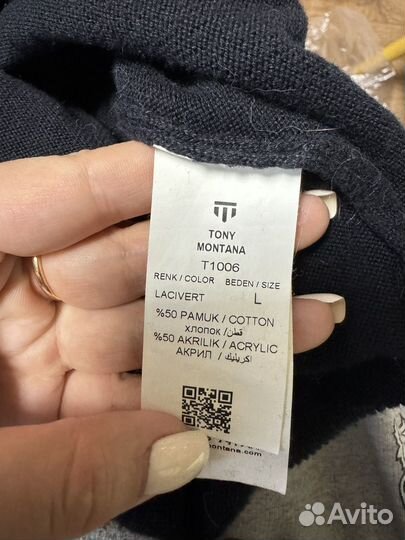 TONY
MONTANA
T1006
RENK / COLOR BEDEN / SIZE
LACIVERT L
%50 PAMUK / COTTON
ХЛОПОК / قطن
%50 AKRILIK / ACRYLIC
АКРИЛ / اكريليك
montana.com
Avito